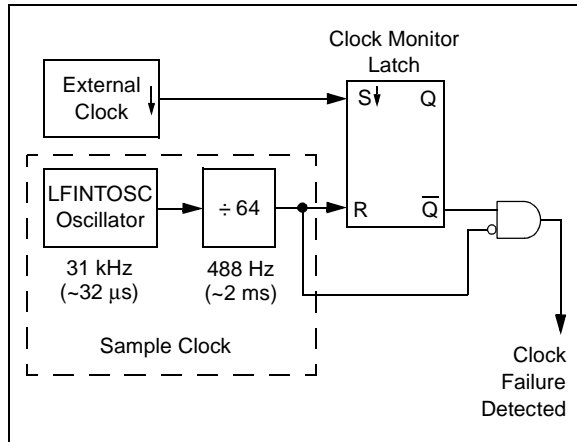 Clock Monitor
Latch
External
Clock
S
Q
LFINTOSC
Oscillator
÷ 64
R
Q̅
31 kHz
(~32 μs)
488 Hz
(~2 ms)
Sample Clock
Clock
Failure
Detected